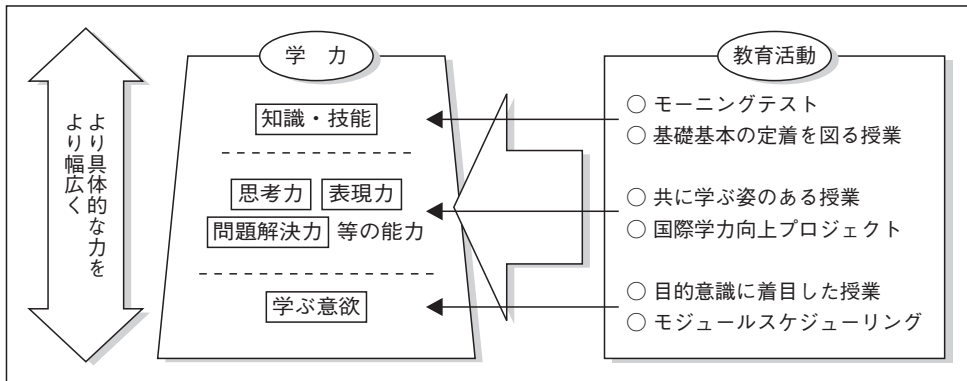 より具体的な力を
より幅広く
学 力
知識・技能
思考力 表現力
問題解決力 等の能力
学ぶ意欲
教育活動
○ モーニングテスト
○ 基礎基本の定着を図る授業
○ 共に学ぶ姿のある授業
○ 国際学力向上プロジェクト
○ 目的意識に着目した授業
○ モジュールスケジューリング